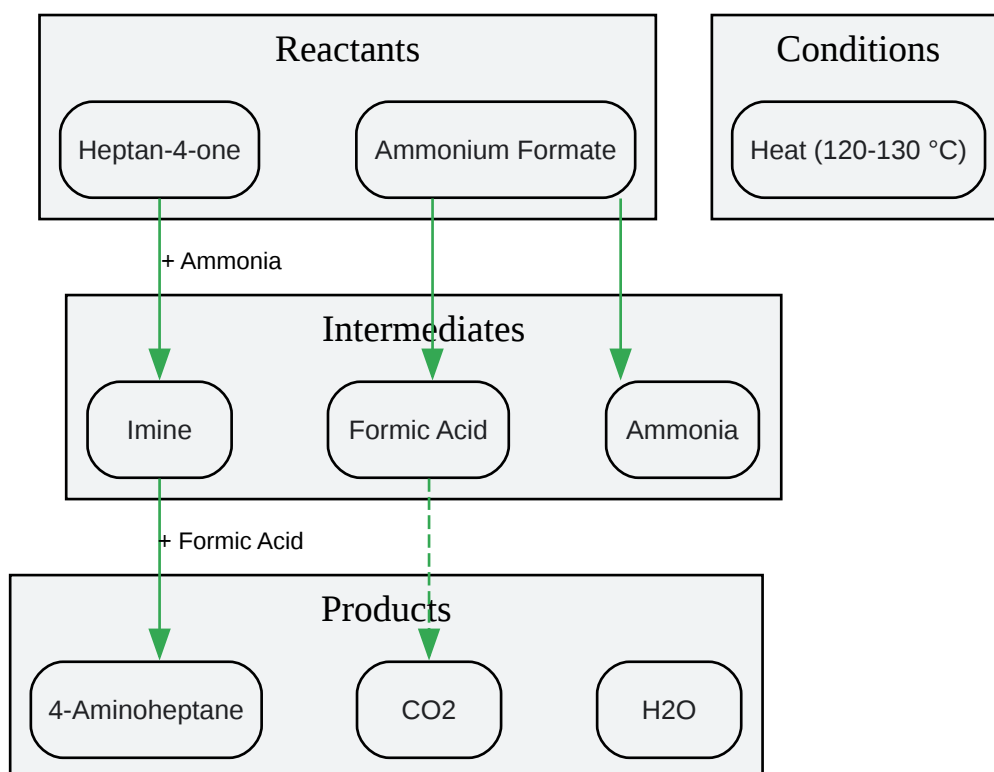 Reactants
Conditions
Heptan-4-one
Ammonium Formate
Heat (120-130 °C)
+ Ammonia
Intermediates
Imine
Formic Acid
Ammonia
+ Formic Acid
Products
4-Aminoheptane
CO2
H2O